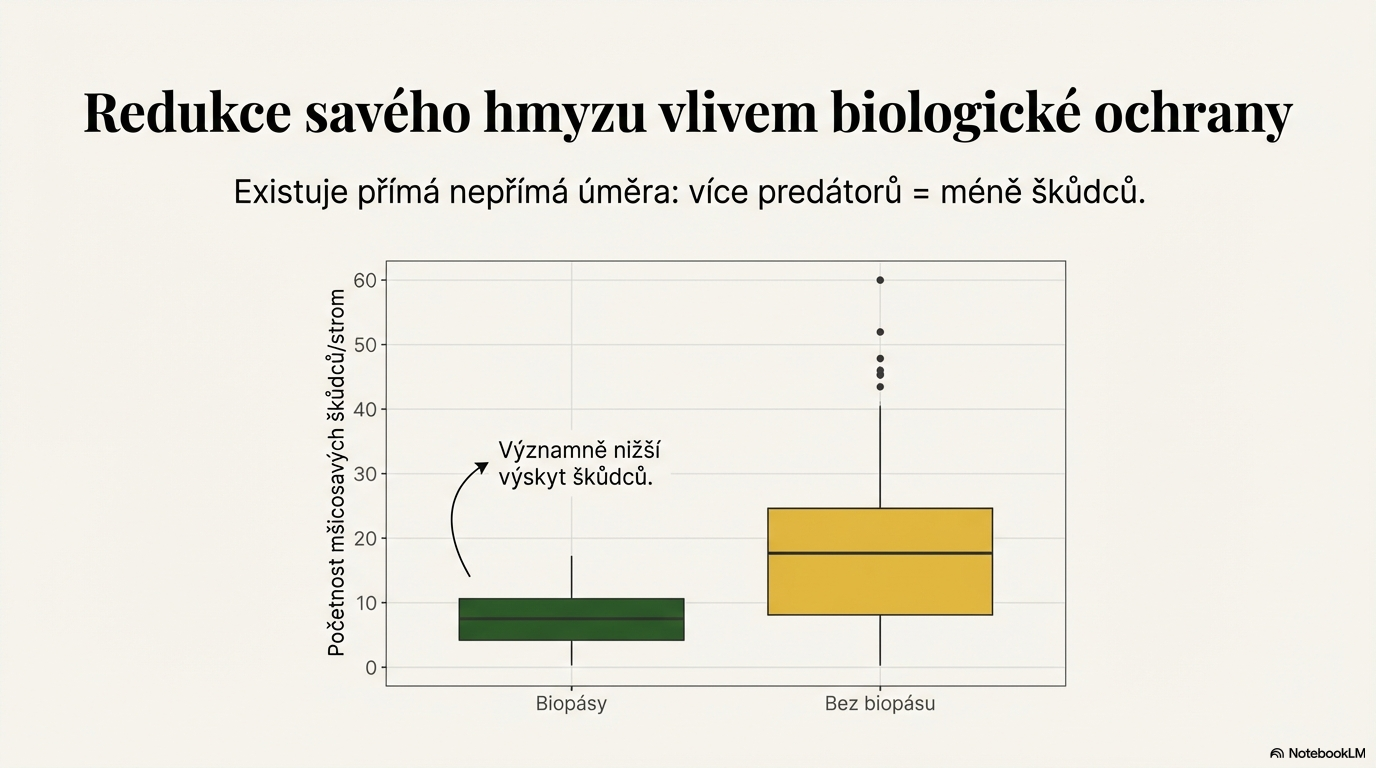 Redukce savého hmyzu vlivem biologické ochrany
Existuje přímá nepřímá úměra: více predátorů = méně škůdců.
Početnost mšicosavých škůdců/strom
60
50
40
30
20
10
0
Významně nižší
výskyt škůdců.
Biopásy
Bez biopásu
NotebookLM